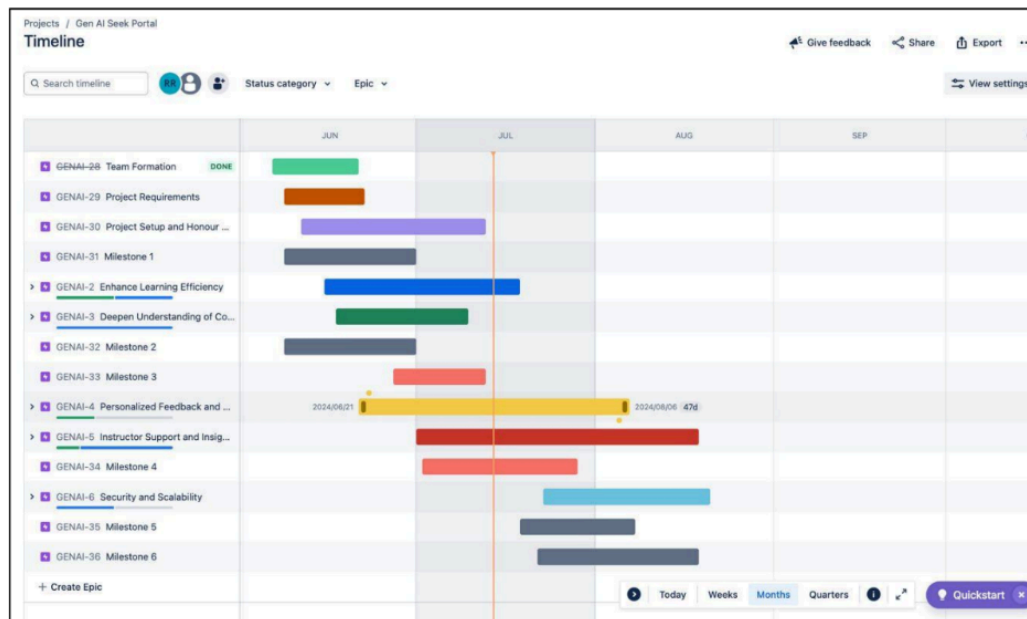 Projects / Gen AI Seek Portal
Timeline
Give feedback Share Export
Search timeline RR Status category Epic View settings
JUN JUL AUG SEP
GENAI-28 Team Formation DONE
GENAI-29 Project Requirements
GENAI-30 Project Setup and Honour ...
GENAI-31 Milestone 1
GENAI-2 Enhance Learning Efficiency
GENAI-3 Deepen Understanding of Co...
GENAI-32 Milestone 2
GENAI-33 Milestone 3
GENAI-4 Personalized Feedback and ... 2024/06/21 2024/08/06 47d
GENAI-5 Instructor Support and Insig...
GENAI-34 Milestone 4
GENAI-6 Security and Scalability
GENAI-35 Milestone 5
GENAI-36 Milestone 6
+ Create Epic
Today Weeks Months Quarters Quickstart